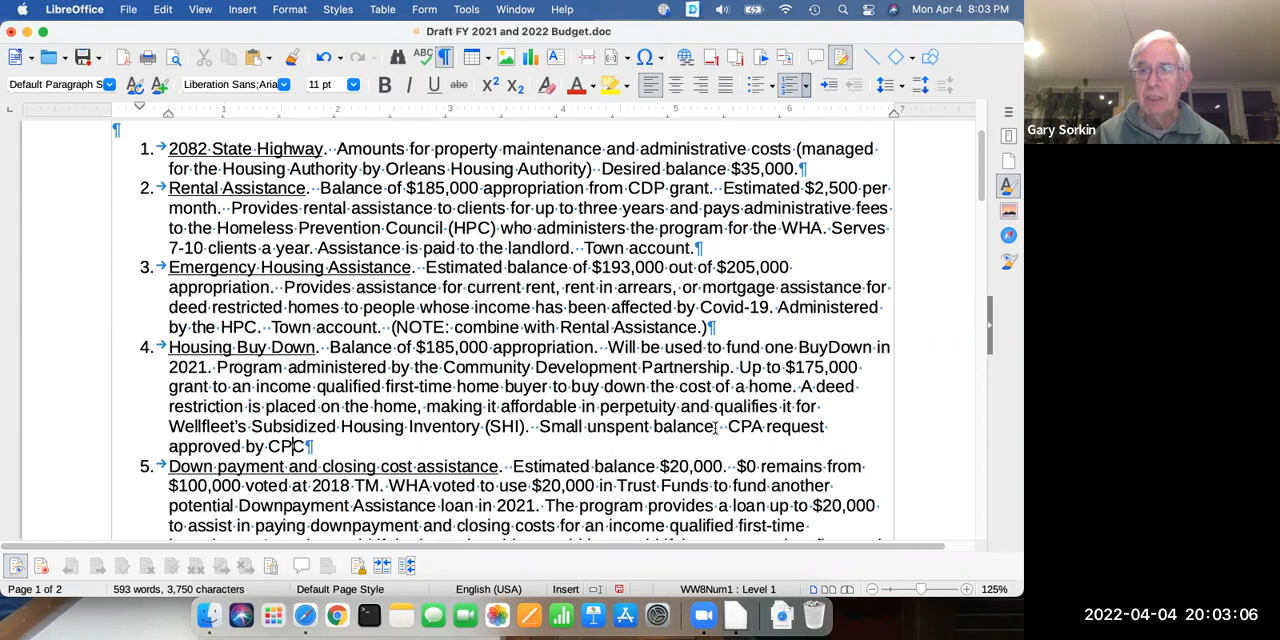 LibreOffice File Edit View Insert Format Styles Table Form Tools Window Help Mon Apr 4 8:03 PM
Draft FY 2021 and 2022 Budget.doc
Default Paragraph S Liberation Sans;Aria 11 pt
1 2 3 4 5 6 7
1. 2082 State Highway. Amounts for property maintenance and administrative costs (managed
for the Housing Authority by Orleans Housing Authority) Desired balance $35,000.¶
2. Rental Assistance. Balance of $185,000 appropriation from CDP grant. Estimated $2,500 per
month. Provides rental assistance to clients for up to three years and pays administrative fees
to the Homeless Prevention Council (HPC) who administers the program for the WHA. Serves
7-10 clients a year. Assistance is paid to the landlord. Town account.¶
3. Emergency Housing Assistance. Estimated balance of $193,000 out of $205,000
appropriation. Provides assistance for current rent, rent in arrears, or mortgage assistance for
deed restricted homes to people whose income has been affected by Covid-19. Administered
by the HPC. Town account. (NOTE: combine with Rental Assistance.)¶
4. Housing Buy Down. Balance of $185,000 appropriation. Will be used to fund one BuyDown in
2021. Program administered by the Community Development Partnership. Up to $175,000
grant to an income qualified first-time home buyer to buy down the cost of a home. A deed
restriction is placed on the home, making it affordable in perpetuity and qualifies it for
Wellfleet's Subsidized Housing Inventory (SHI). Small unspent balance. CPA request
approved by CPC¶
5. Down payment and closing cost assistance. Estimated balance $20,000. $0 remains from
$100,000 voted at 2018 TM. WHA voted to use $20,000 in Trust Funds to fund another
potential Downpayment Assistance loan in 2021. The program provides a loan up to $20,000
to assist in paying downpayment and closing costs for an income qualified first-time
Page 1 of 2 593 words, 3,750 characters Default Page Style English (USA) Insert WW8Num1 : Level 1 125%
Gary Sorkin
2022-04-04 20:03:06